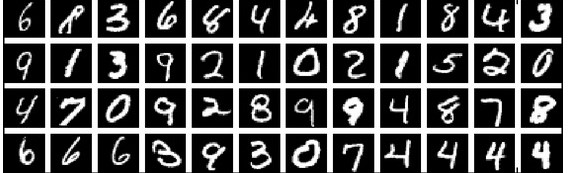 6 8 3 6 8 4 4 8 1 8 4 3
9 1 3 9 2 1 0 2 1 5 2 0
4 7 0 9 2 8 9 9 4 8 7 8
6 6 6 3 9 3 0 7 4 4 4 4